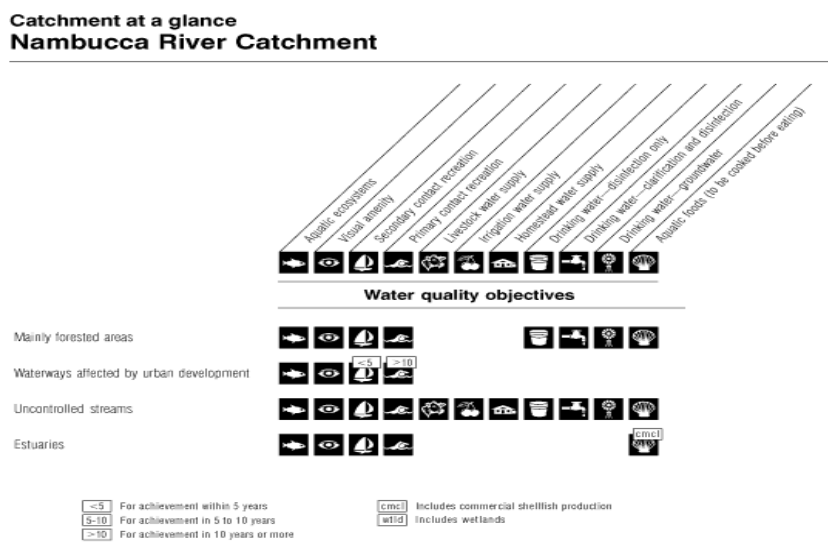 Catchment at a glance
Nambucca River Catchment
Aquatic ecosystems
Visual amenity
Secondary contact recreation
Primary contact recreation
Livestock water supply
Irrigation water supply
Homestead water supply
Drinking water—disinfection only
Drinking water—clarification and disinfection
Drinking water—groundwater
Aquatic foods (to be cooked before eating)
Water quality objectives
Mainly forested areas
<5 >10
Waterways affected by urban development
Uncontrolled streams
cmcl
Estuaries
<5 For achievement within 5 years
5-10 For achievement in 5 to 10 years
>10 For achievement in 10 years or more
cmcl Includes commercial shellfish production
wtld Includes wetlands